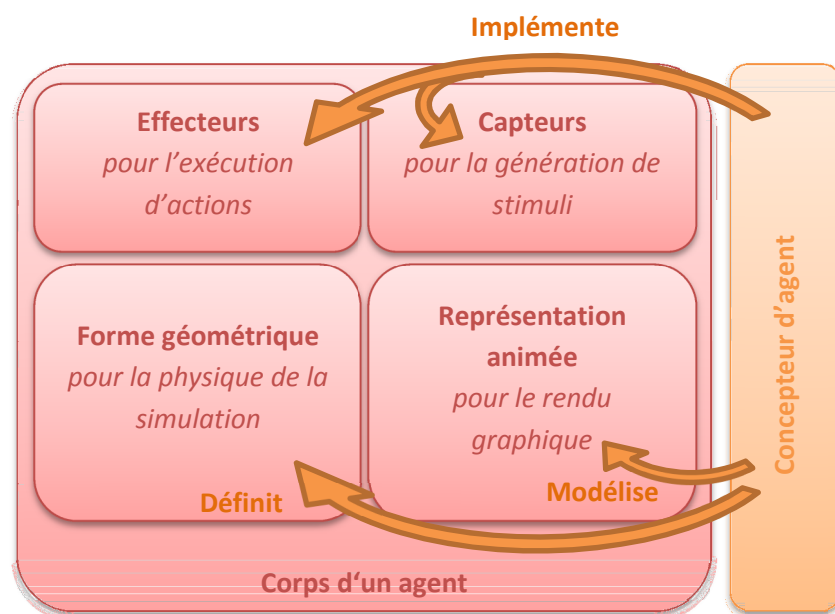 Implémente
Effecteurs
pour l'exécution
d'actions
Capteurs
pour la génération de
stimuli
Forme géométrique
pour la physique de la
simulation
Représentation
animée
pour le rendu
graphique
Définit
Modélise
Corps d‘un agent
Concepteur d'agent